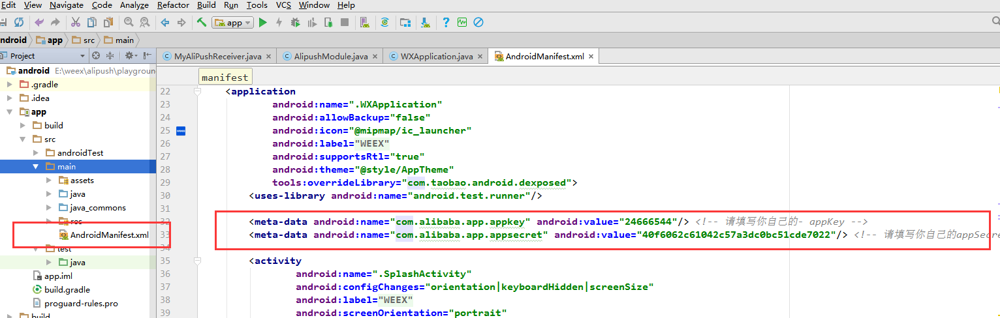 Edit View Navigate Code Analyze Refactor Build Run Tools VCS Window Help
app
ndroid app src main
Project
MyAliPushReceiver.java × AlipushModule.java × WXApplication.java × AndroidManifest.xml ×
android E:\weex\alipush\playground
.gradle
.idea
app
build
src
androidTest
main
assets
java
java_commons
res
AndroidManifest.xml
test
java
app.iml
build.gradle
proguard-rules.pro
build
manifest
22 <application
23 android:name=".WXApplication"
24 android:allowBackup="false"
25 android:icon="@mipmap/ic_launcher"
26 android:label="WEEX"
27 android:supportsRtl="true"
28 android:theme="@style/AppTheme"
29 tools:overrideLibrary="com.taobao.android.dexposed">
30 <uses-library android:name="android.test.runner"/>
31
32 <meta-data android:name="com.alibaba.app.appkey" android:value="24666544"/> <!-- 请填写你自己的- appKey -->
33 <meta-data android:name="com.alibaba.app.appsecret" android:value="40f6062c61042c57a3dc0bc51cde7022"/> <!-- 请填写你自己的appSecre
34
35 <activity
36 android:name=".SplashActivity"
37 android:configChanges="orientation|keyboardHidden|screenSize"
38 android:label="WEEX"
39 android:screenOrientation="portrait"